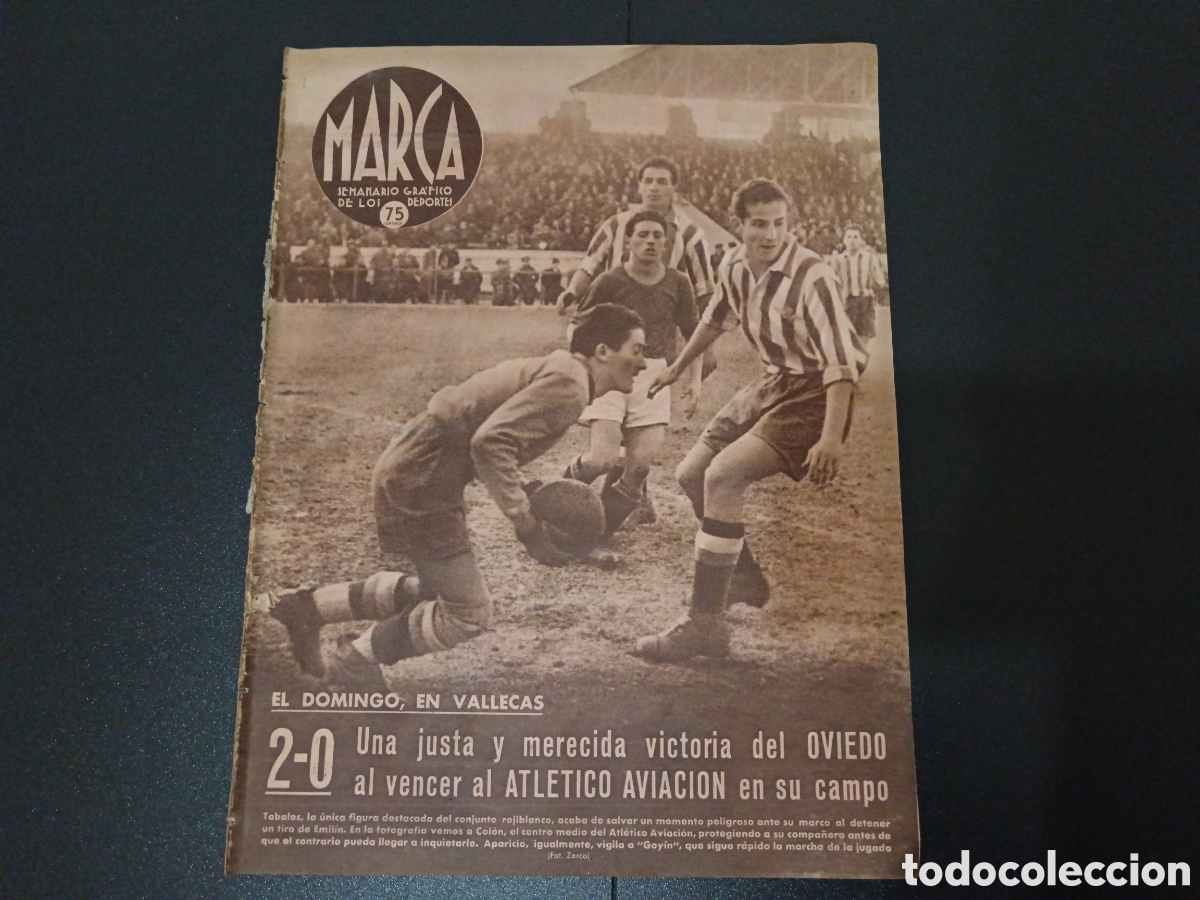 MARCA
SEMANARIO GRÁFICO
DE LOS DEPORTES
75
EL DOMINGO, EN VALLECAS
2-0
Una justa y merecida victoria del OVIEDO
al vencer al ATLETICO AVIACION en su campo
Tabales, la única figura destacada del conjunto rojiblanco, acaba de salvar un momento peligroso ante su marco al detener
un tiro de Emilín. En la fotografía vemos a Colón, el centro medio del Atlético Aviación, protegiendo a su compañero antes de
que el contrario pueda llegar a inquietarle. Aparicio, igualmente, vigila a "Goyín", que sigue rápido la marcha de la jugada
(Fot. Zarco)
todocoleccion